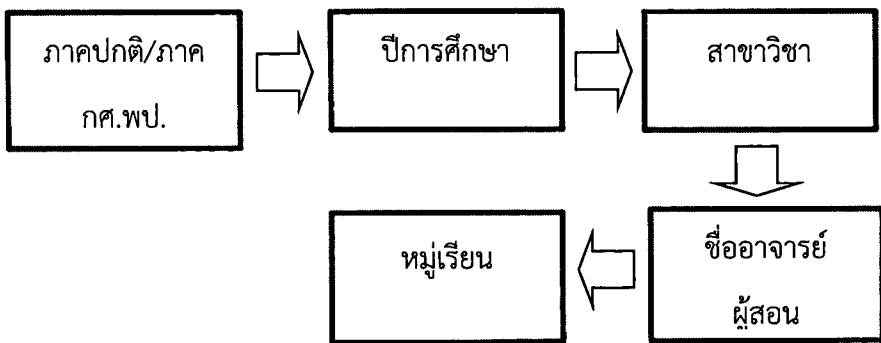 ภาคปกติ/ภาค
กศ.พป.
ปีการศึกษา
สาขาวิชา
ชื่ออาจารย์
ผู้สอน
หมู่เรียน